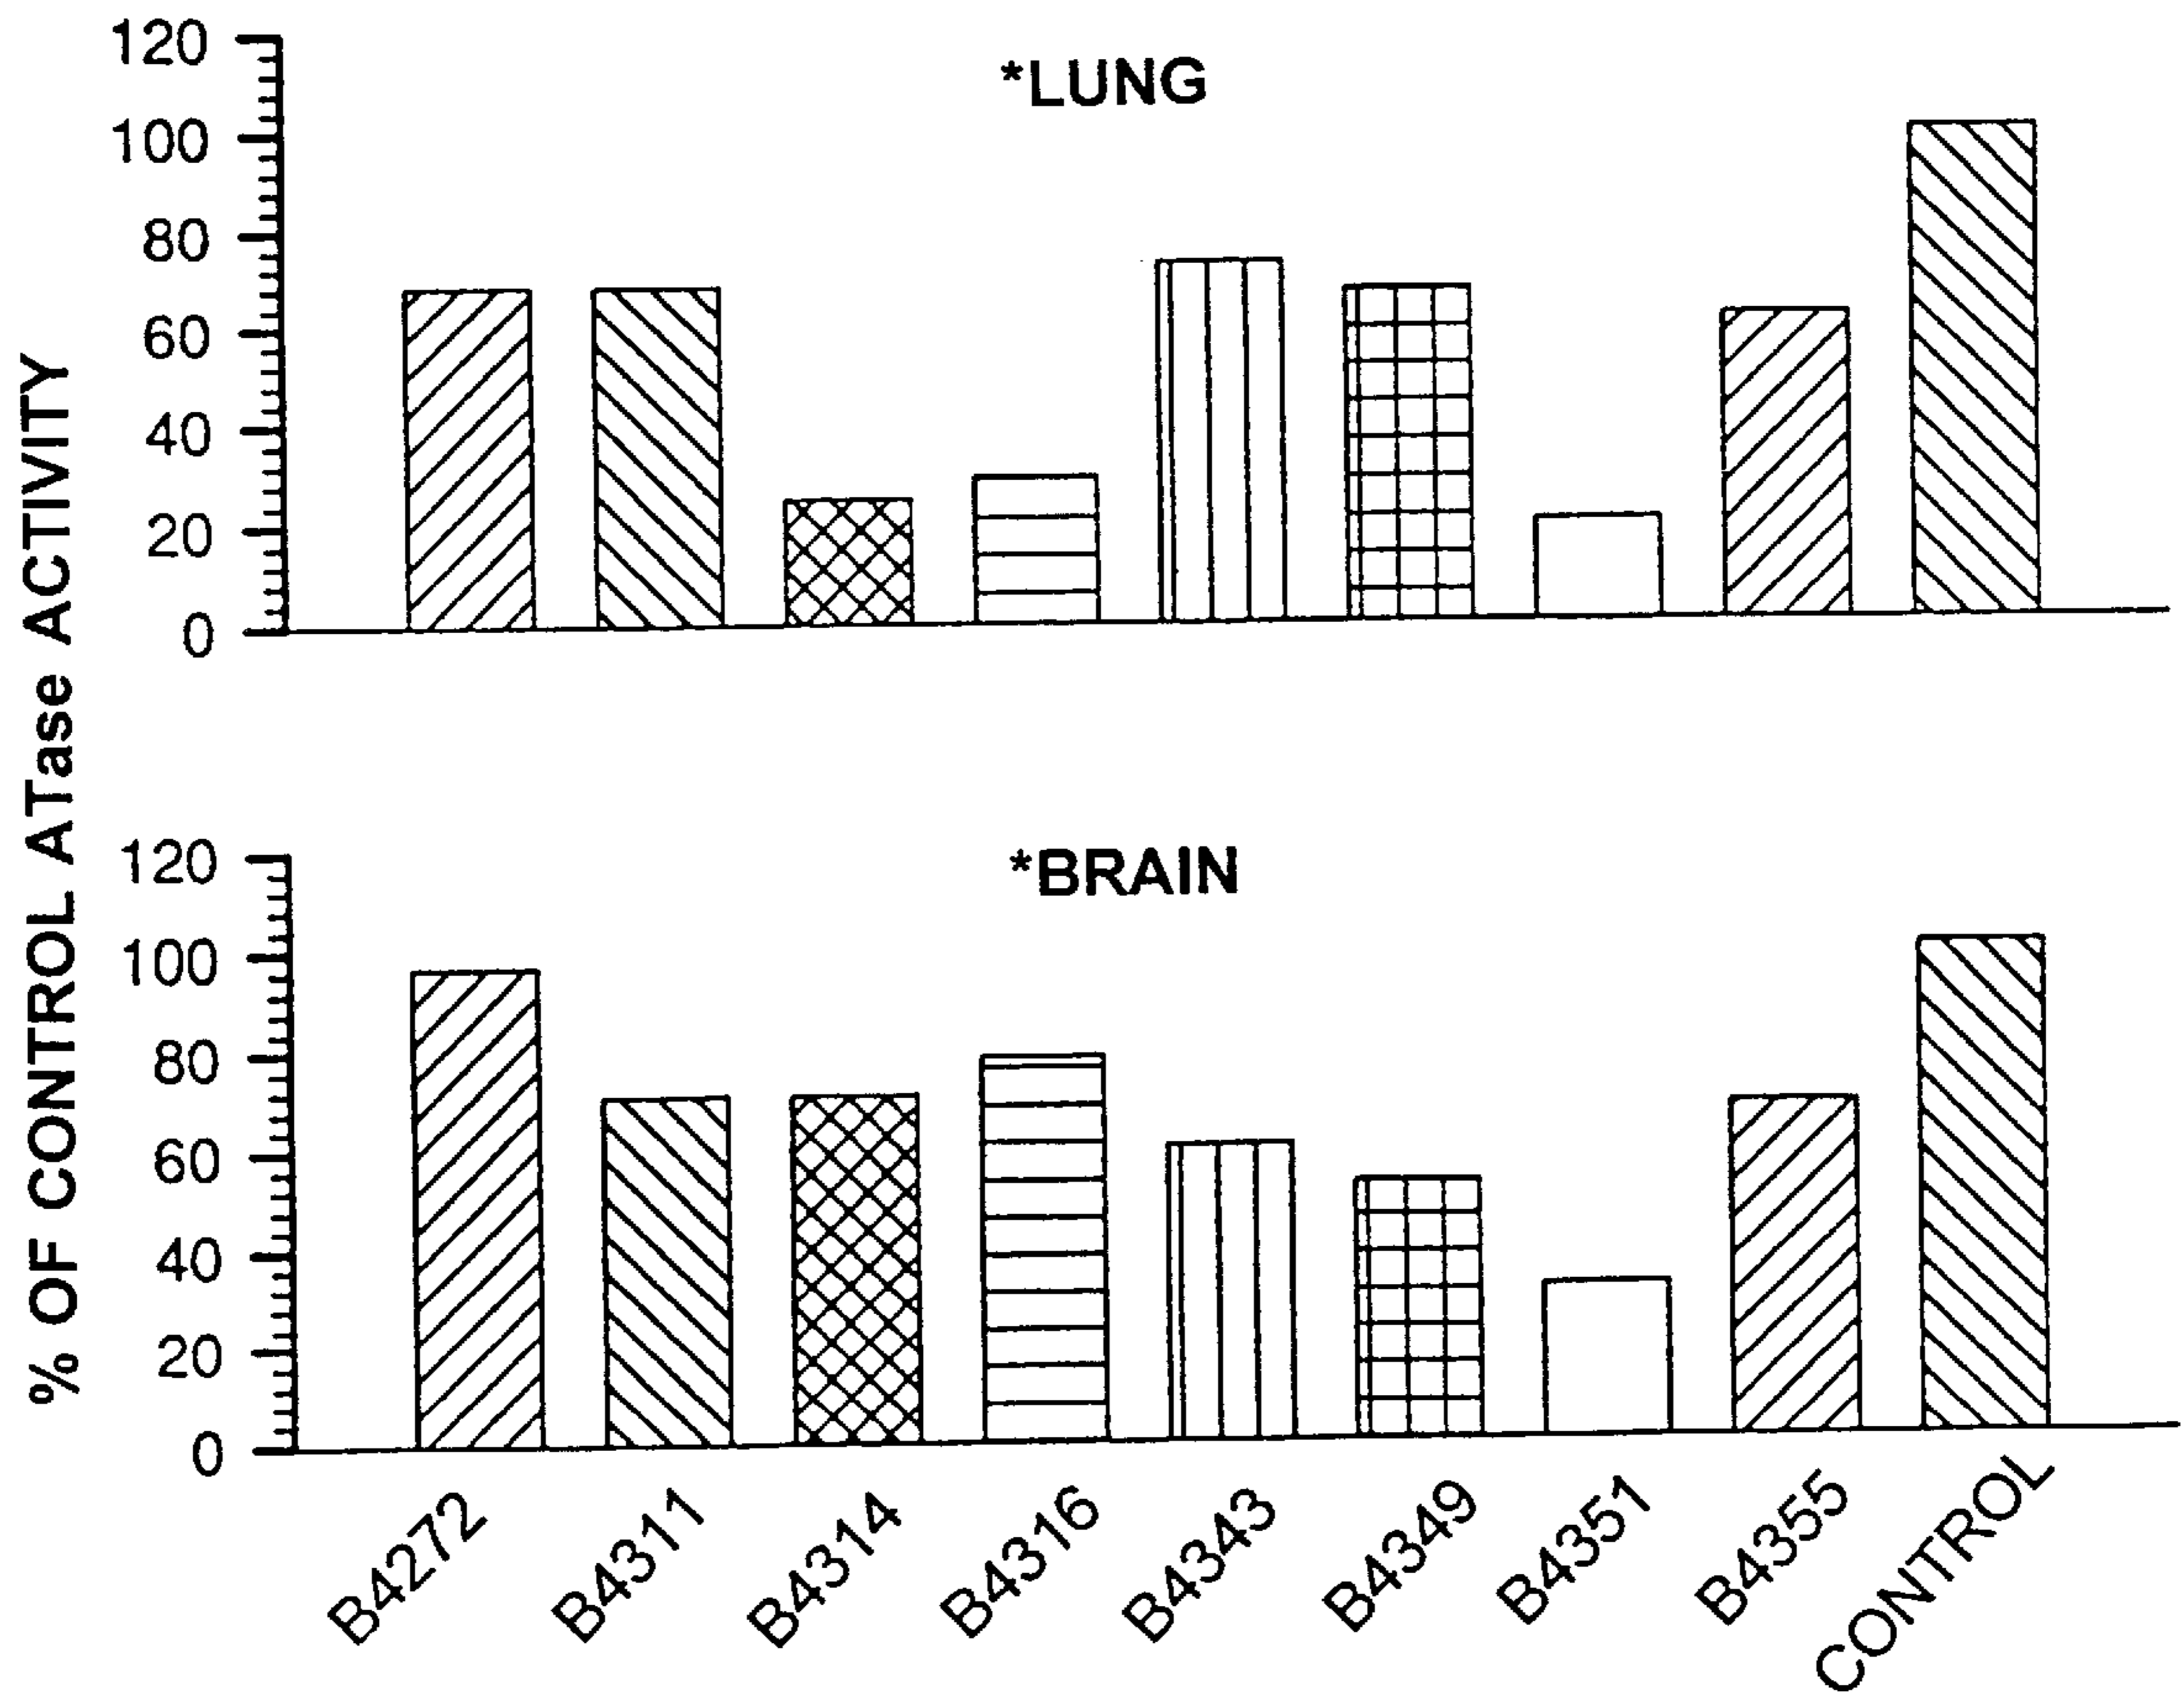 % OF CONTROL ATase ACTIVITY
*LUNG
120
100
80
60
40
20
0
*BRAIN
120
100
80
60
40
20
0
B4272
B4311
B4314
B4316
B4343
B4349
B4351
B4355
CONTROL